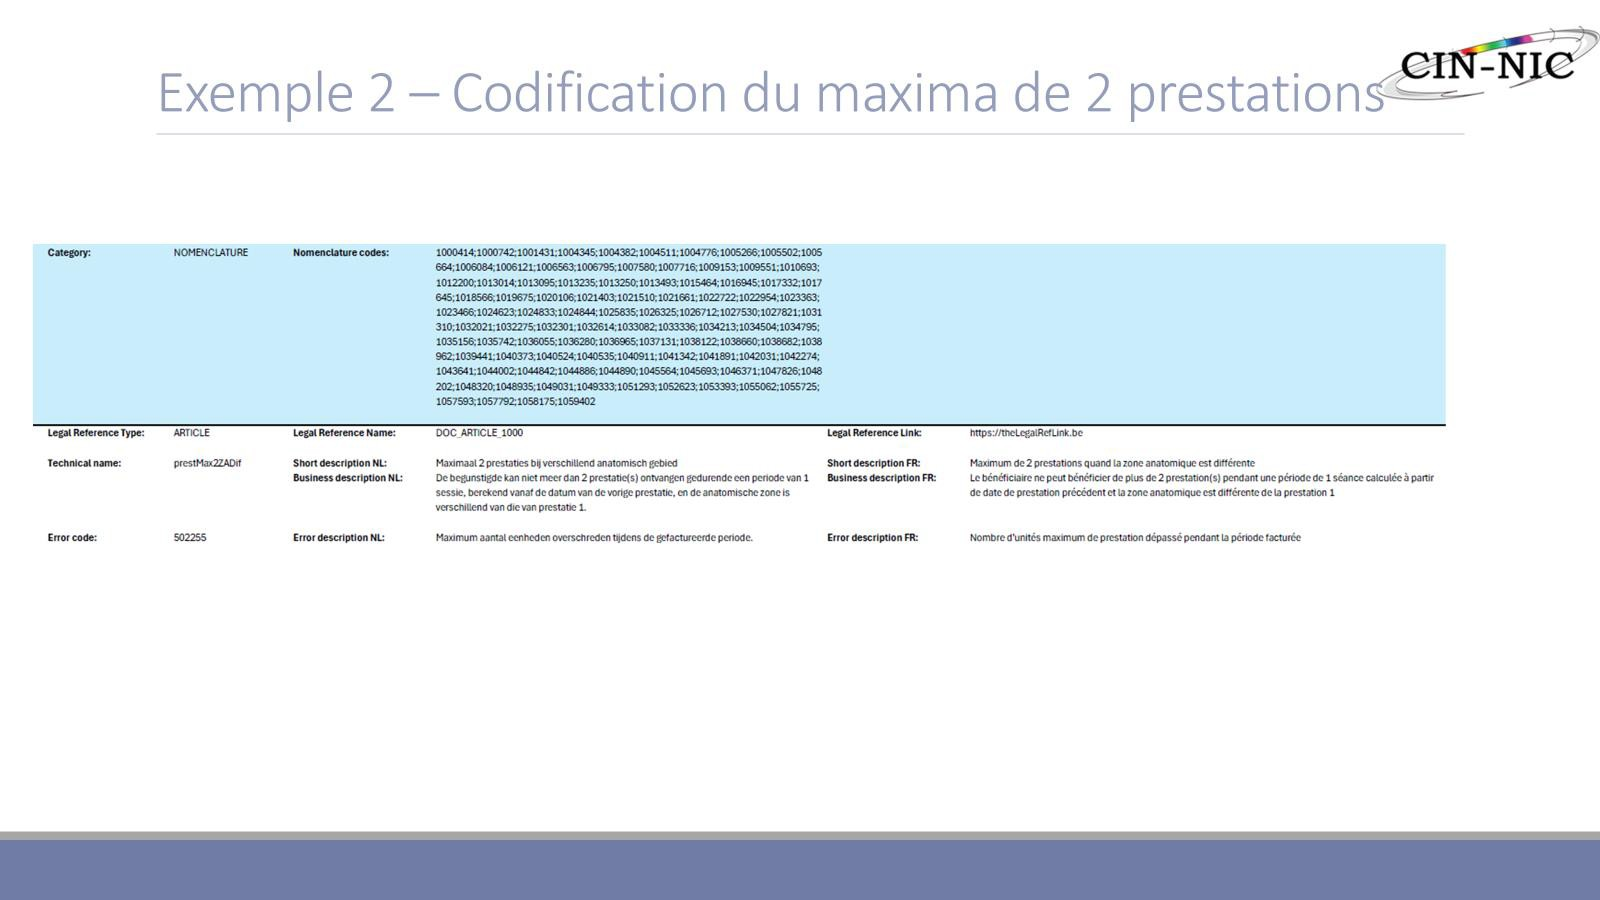 CIN-NIC
Exemple 2 – Codification du maxima de 2 prestations
Category: NOMENCLATURE Nomenclature codes: 1000414;1000742;1001431;1004345;1004382;1004511;1004776;1005266;1005502;1005
664;1006084;1006121;1006563;1006795;1007580;1007716;1009153;1009551;1010693;
1012200;1013014;1013095;1013235;1013250;1013493;1015464;1016945;1017332;1017
645;1018566;1019675;1020106;1021403;1021510;1021661;1022722;1022954;1023363;
1023466;1024623;1024833;1024844;1025835;1026325;1026712;1027530;1027821;1031
310;1032021;1032275;1032301;1032614;1033082;1033336;1034213;1034504;1034795;
1035156;1035742;1036055;1036280;1036965;1037131;1038122;1038660;1038682;1038
962;1039441;1040373;1040524;1040535;1040911;1041342;1041891;1042031;1042274;
1043641;1044002;1044842;1044886;1044890;1045564;1045693;1046371;1047826;1048
202;1048320;1048935;1049031;1049333;1051293;1052623;1053393;1055062;1055725;
1057593;1057792;1058175;1059402
Legal Reference Type: ARTICLE Legal Reference Name: DOC_ARTICLE_1000 Legal Reference Link: https://theLegalRefLink.be
Technical name: prestMax2ZADif Short description NL: Maximaal 2 prestaties bij verschillend anatomisch gebied Short description FR: Maximum de 2 prestations quand la zone anatomique est différente
Business description NL: De begunstigde kan niet meer dan 2 prestatie(s) ontvangen gedurende een periode van 1 Business description FR: Le bénéficiaire ne peut bénéficier de plus de 2 prestation(s) pendant une période de 1 séance calculée à partir
sessie, berekend vanaf de datum van de vorige prestatie, en de anatomische zone is de date de prestation précédent et la zone anatomique est différente de la prestation 1
verschillend van die van prestatie 1.
Error code: 502255 Error description NL: Maximum aantal eenheden overschreden tijdens de gefactureerde periode. Error description FR: Nombre d'unités maximum de prestation dépassé pendant la période facturée